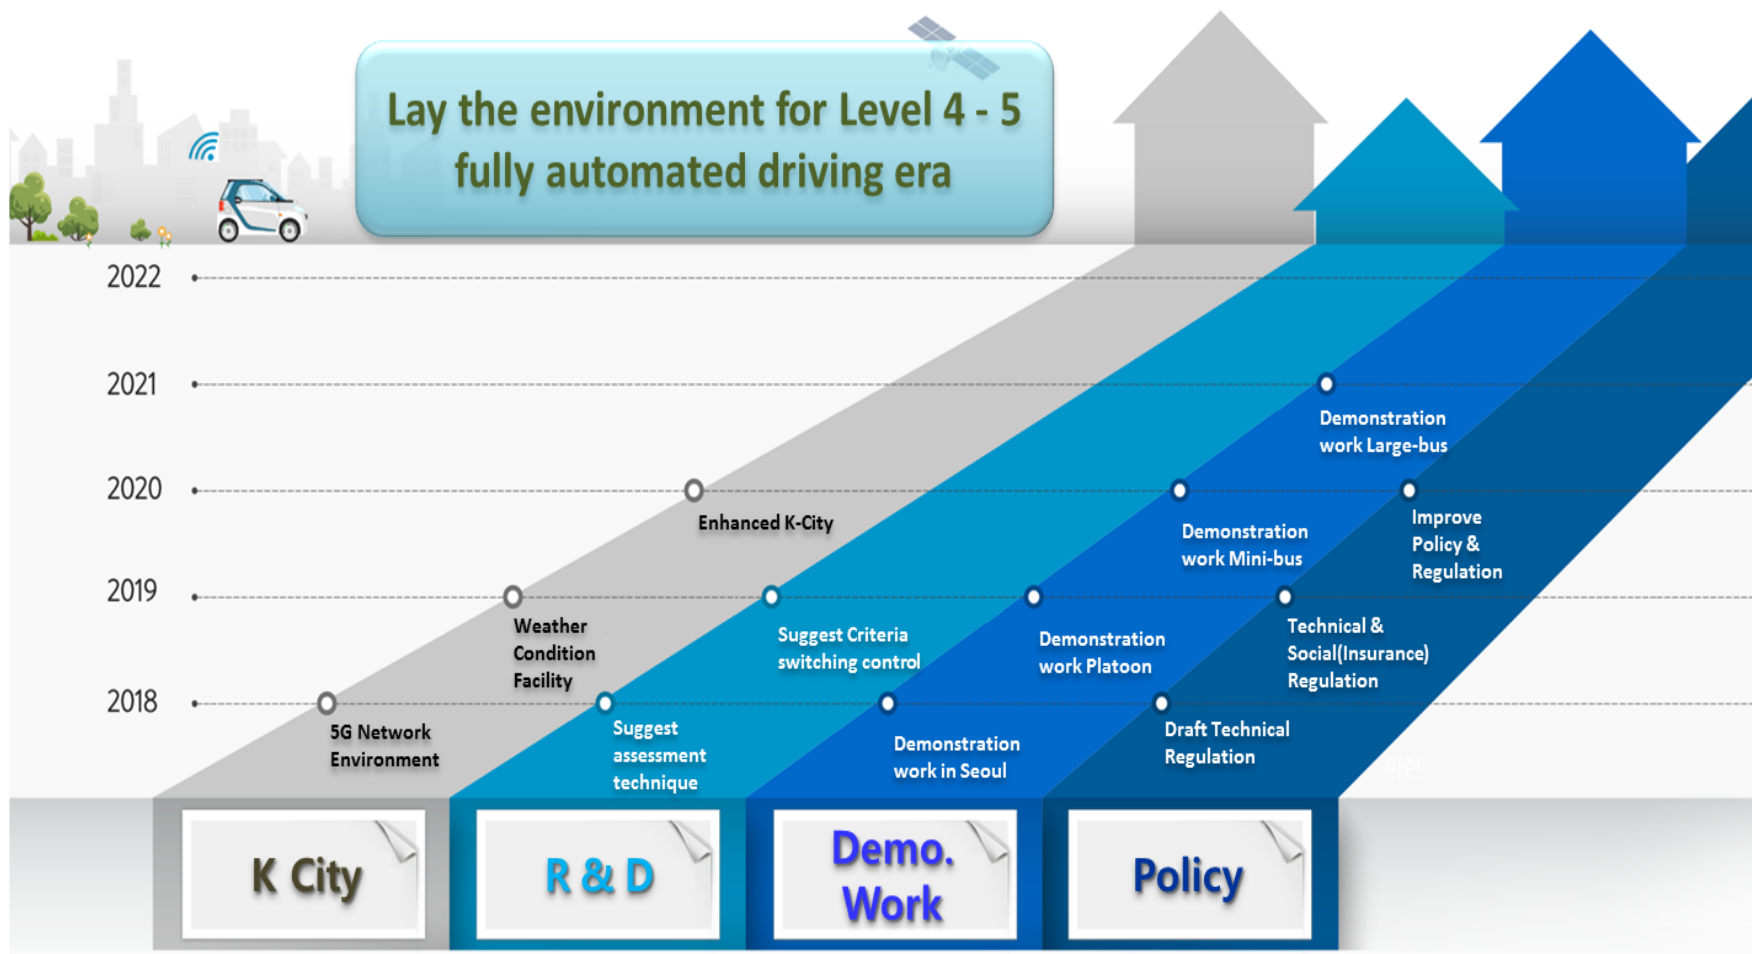 Lay the environment for Level 4 - 5
fully automated driving era
2022
2021
Demonstration
work Large-bus
2020
Enhanced K-City
Demonstration
work Mini-bus
Improve
Policy &
Regulation
2019
Weather
Condition
Facility
Suggest Criteria
switching control
Demonstration
work Platoon
Technical &
Social(Insurance)
Regulation
2018
5G Network
Environment
Suggest
assessment
technique
Demonstration
work in Seoul
Draft Technical
Regulation
마련
K City
R & D
Demo.
Work
Policy